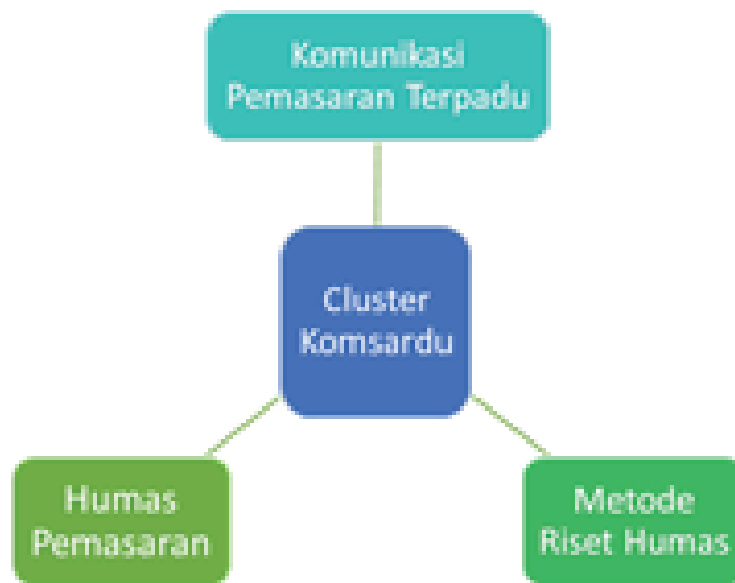 Komunikasi
Pemasaran Terpadu
Cluster
Komsardu
Humas
Pemasaran
Metode
Riset Humas